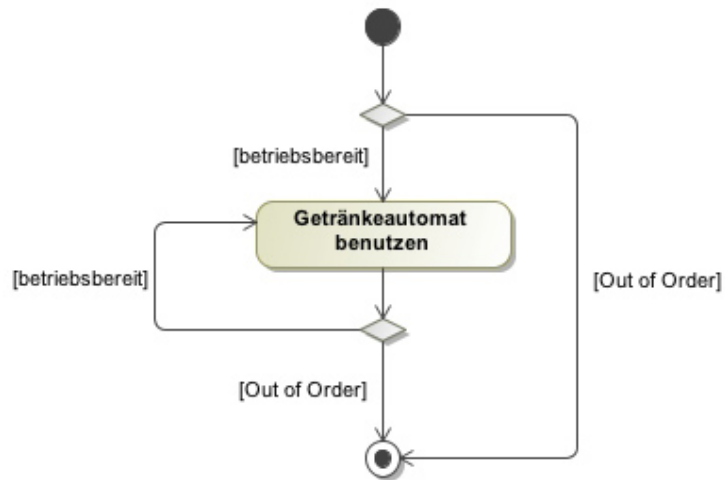 [betriebsbereit]
Getränkeautomat
benutzen
[betriebsbereit]
[Out of Order]
[Out of Order]